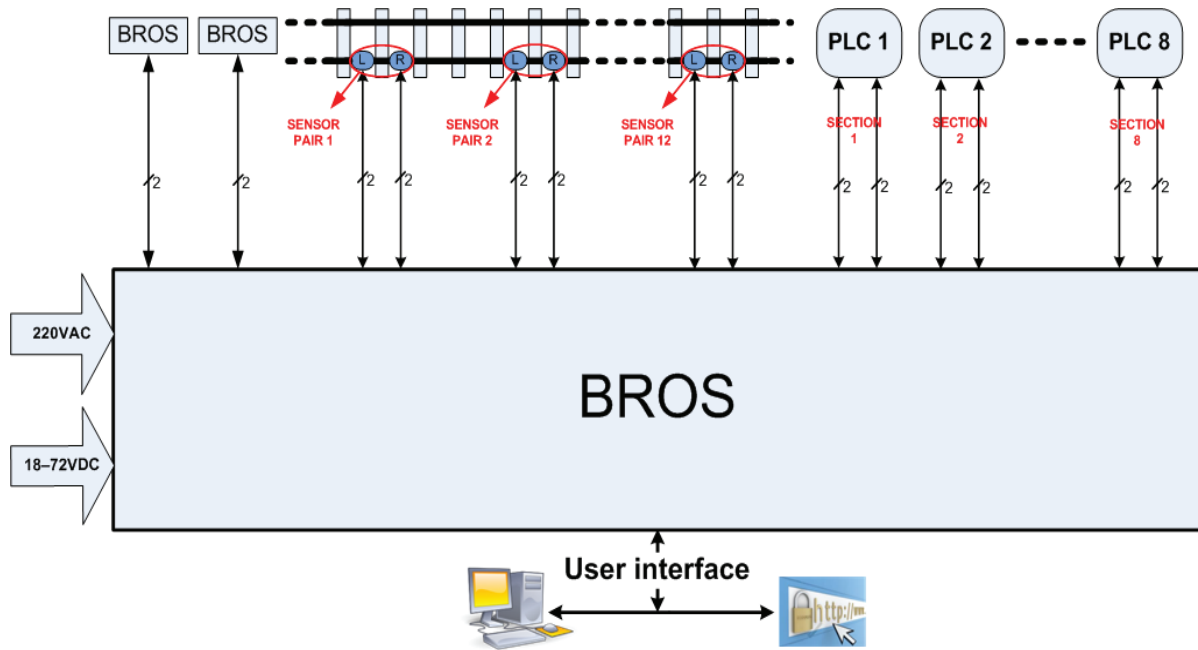 BROS
BROS
PLC 1
PLC 2
PLC 8
L
R
L
R
L
R
SENSOR
PAIR 1
SENSOR
PAIR 2
SENSOR
PAIR 12
SECTION
1
SECTION
2
SECTION
8
2
2
2
2
2
2
2
2
2
2
2
2
2
2
220VAC
BROS
18–72VDC
User interface
http://www.